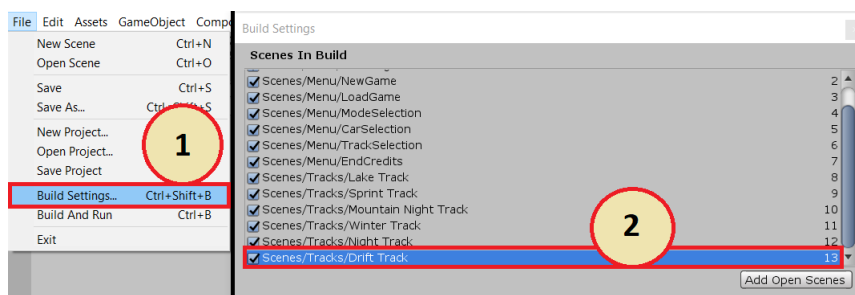 File Edit Assets GameObject Compo
New Scene Ctrl+N
Open Scene Ctrl+O
Save Ctrl+S
Save As... Ctrl+Shift+S
New Project...
Open Project...
Save Project
Build Settings... Ctrl+Shift+B
Build And Run Ctrl+B
Exit
1
Build Settings
Scenes In Build
Scenes/Menu/NewGame 2
Scenes/Menu/LoadGame 3
Scenes/Menu/ModeSelection 4
Scenes/Menu/CarSelection 5
Scenes/Menu/TrackSelection 6
Scenes/Menu/EndCredits 7
Scenes/Tracks/Lake Track 8
Scenes/Tracks/Sprint Track 9
Scenes/Tracks/Mountain Night Track 10
Scenes/Tracks/Winter Track 11
Scenes/Tracks/Night Track 12
Scenes/Tracks/Drift Track 13
2
Add Open Scenes